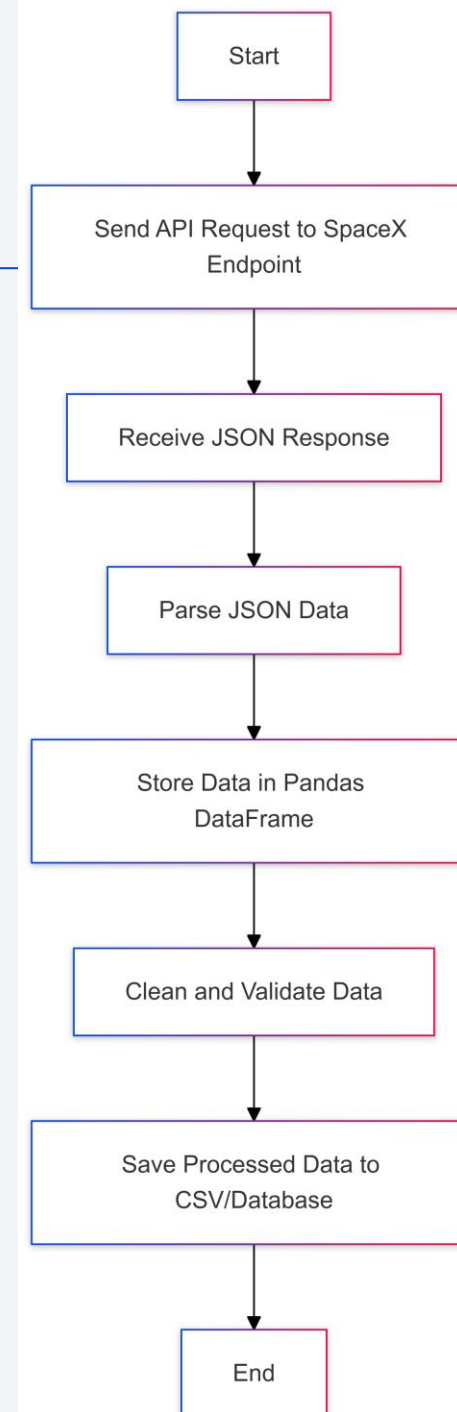 Start
Send API Request to SpaceX
Endpoint
Receive JSON Response
Parse JSON Data
Store Data in Pandas
DataFrame
Clean and Validate Data
Save Processed Data to
CSV/Database
End